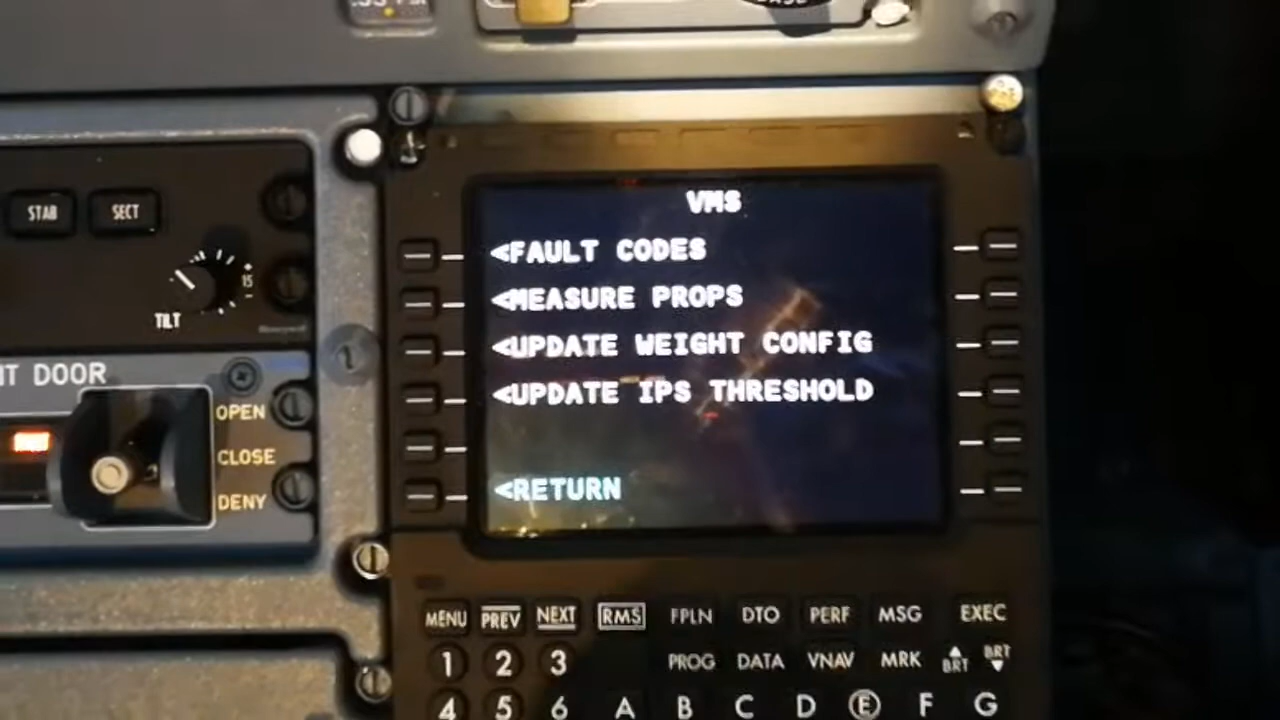 BASE
STAB SECT
15
TILT
Honeywell
DOOR
OPEN
CLOSE
DENY
VMS
<FAULT CODES
<MEASURE PROPS
<UPDATE WEIGHT CONFIG
<UPDATE IPS THRESHOLD
<RETURN
MENU PREV NEXT RMS FPLN DTO PERF MSG EXEC
1 2 3 PROG DATA VNAV MRK BRT BRT
4 5 6 A B C D E F G